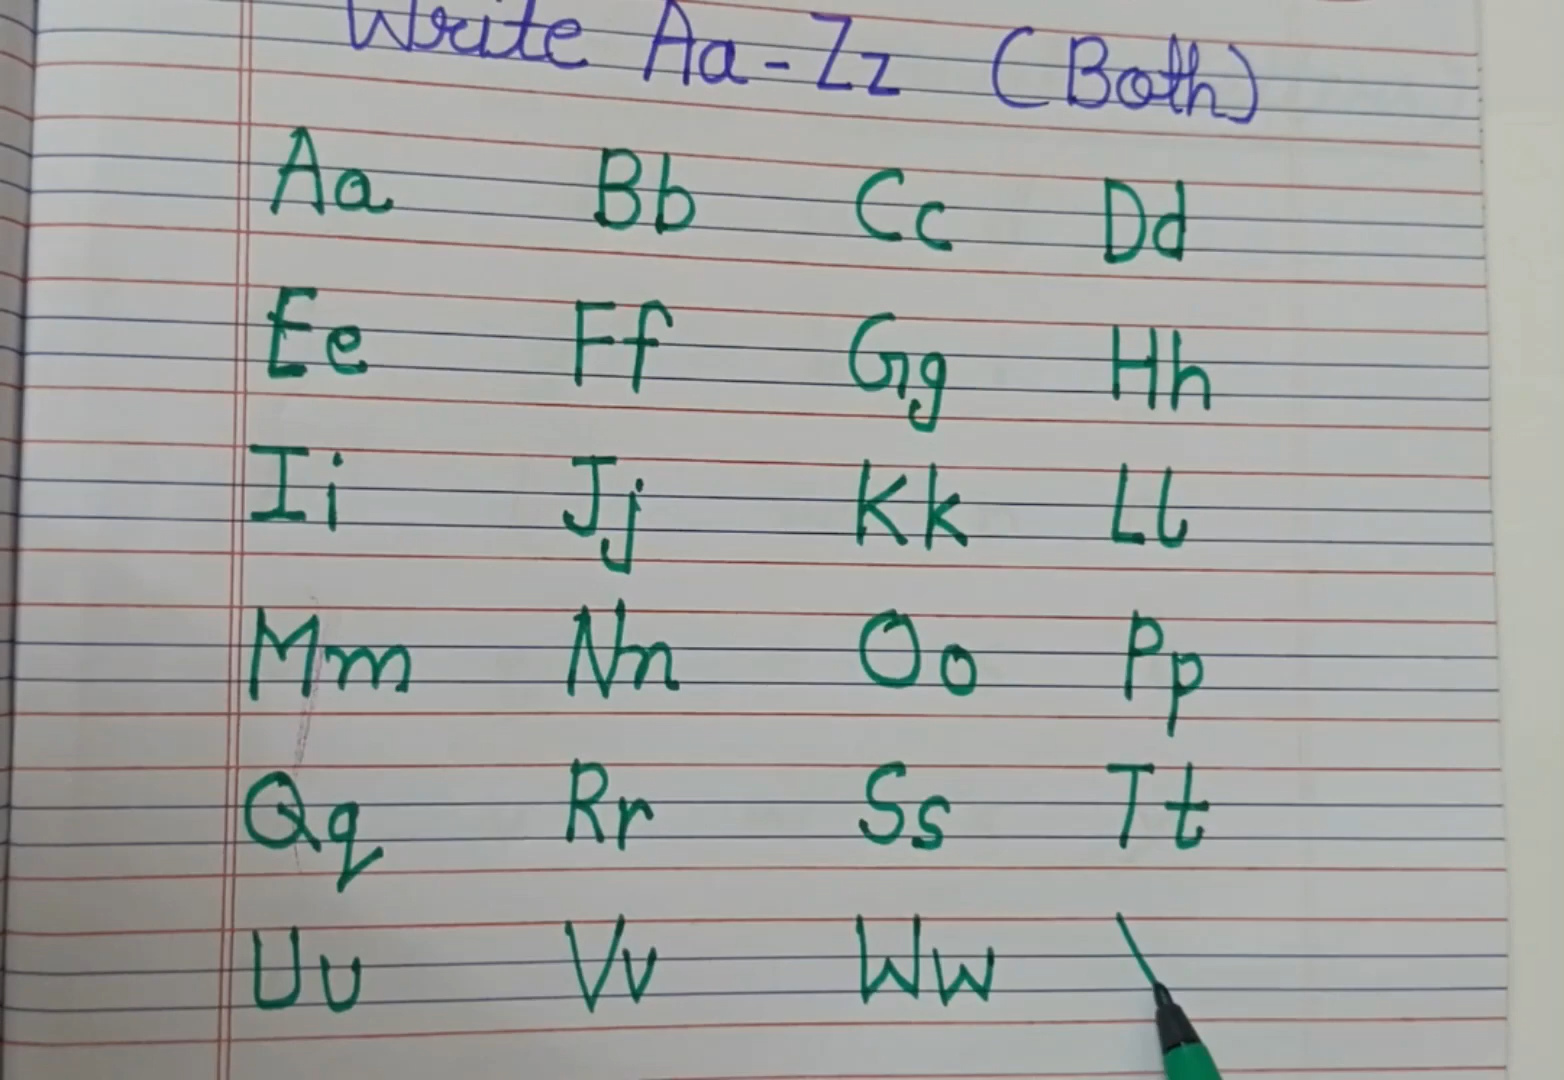 Write Aa-Zz (Both)
Aa Bb Cc Dd
Ee Ff Gg Hh
Ii Jj Kk Ll
Mm Nn Oo Pp
Qq Rr Ss Tt
Uu Vv Ww